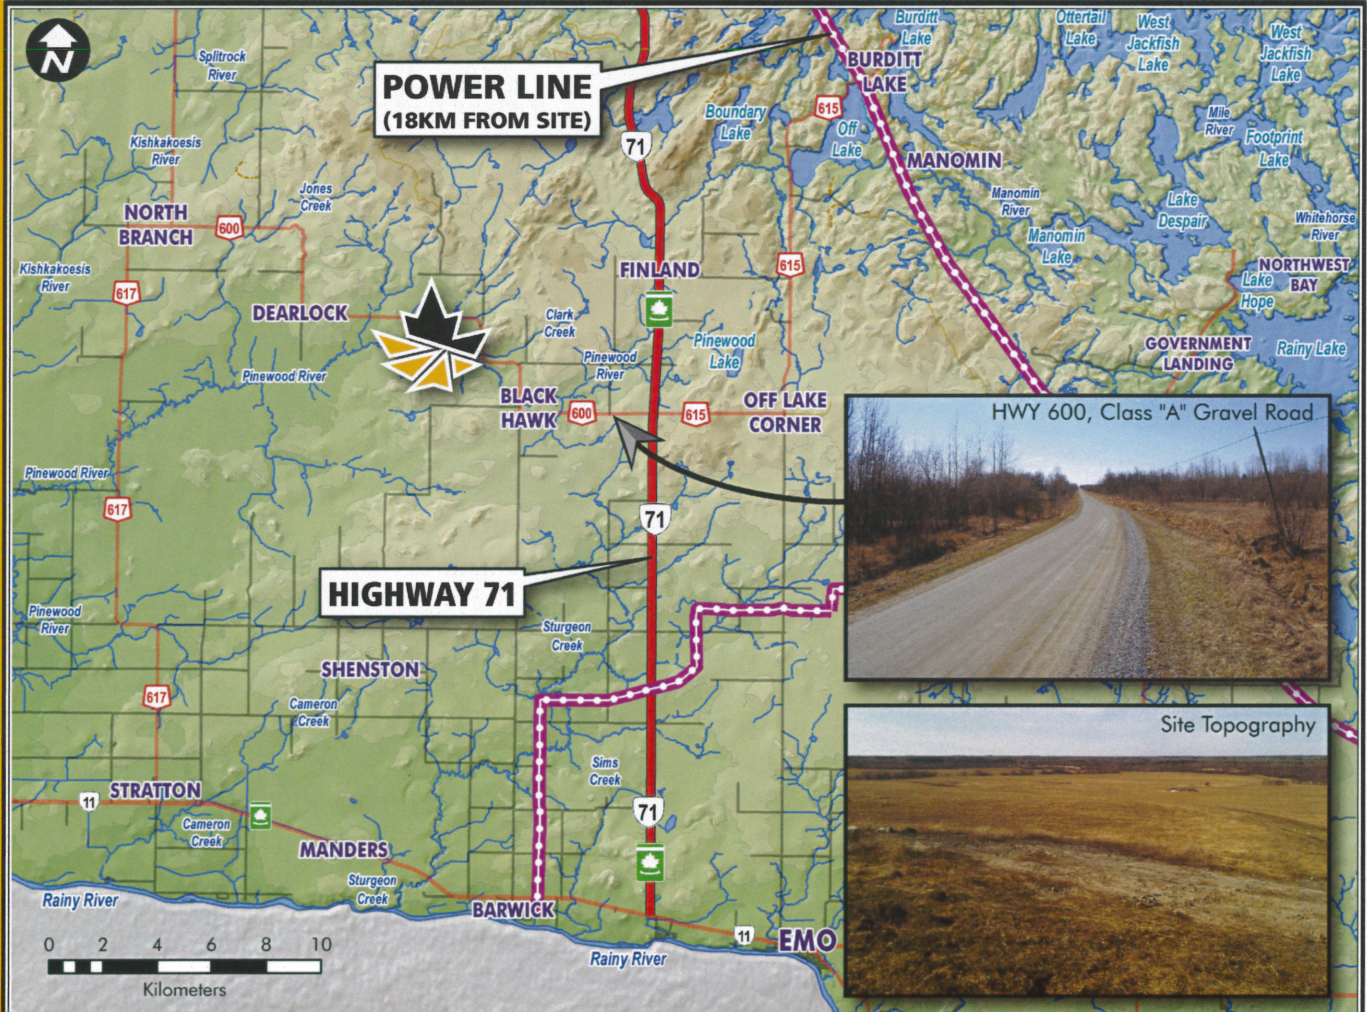 N
Splitrock
River
POWER LINE
(18KM FROM SITE)
71
Burditt
Lake
BURDITT
LAKE
Ottertail
Lake
West
Jackfish
Lake
West
Jackfish
Lake
Boundary
Lake
615
Off
Lake
Mile
River
Footprint
Lake
Kishkakoesis
River
MANOMIN
Manomin
River
Lake
Despair
Whitehorse
River
Jones
Creek
NORTH
BRANCH
600
Manomin
Lake
Kishkakoesis
River
617
FINLAND
615
NORTHWEST
BAY
Lake
Hope
DEARLOCK
Clark
Creek
Pinewood
Lake
GOVERNMENT
LANDING
Rainy Lake
Pinewood River
Pinewood
River
BLACK
HAWK
600
615
OFF LAKE
CORNER
HWY 600, Class "A" Gravel Road
Pinewood River
617
71
HIGHWAY 71
Pinewood
River
Sturgeon
Creek
SHENSTON
617
Cameron
Creek
Site Topography
Sims
Creek
STRATTON
11
71
Cameron
Creek
MANDERS
Sturgeon
Creek
Rainy River
BARWICK
11
EMO
Rainy River
0 2 4 6 8 10
Kilometers